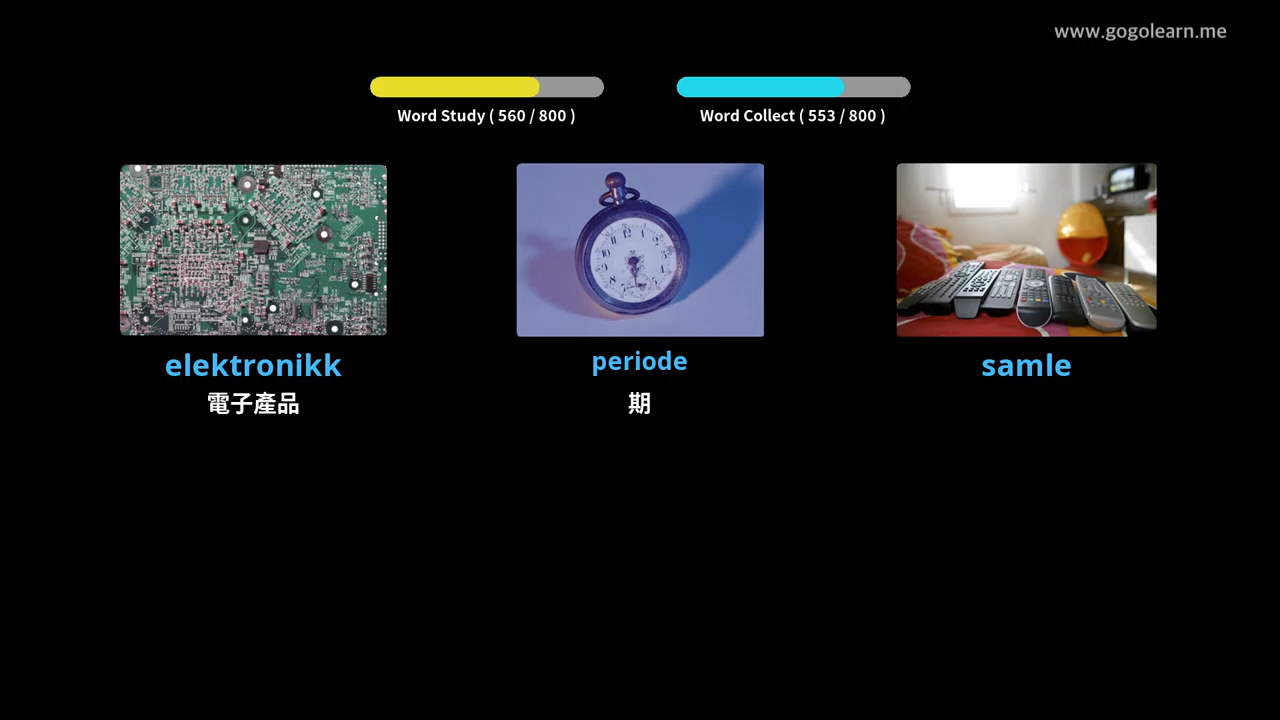 www.gogolearn.me
Word Study ( 560 / 800 )
Word Collect ( 553 / 800 )
elektronikk
periode
samle
電子產品
期